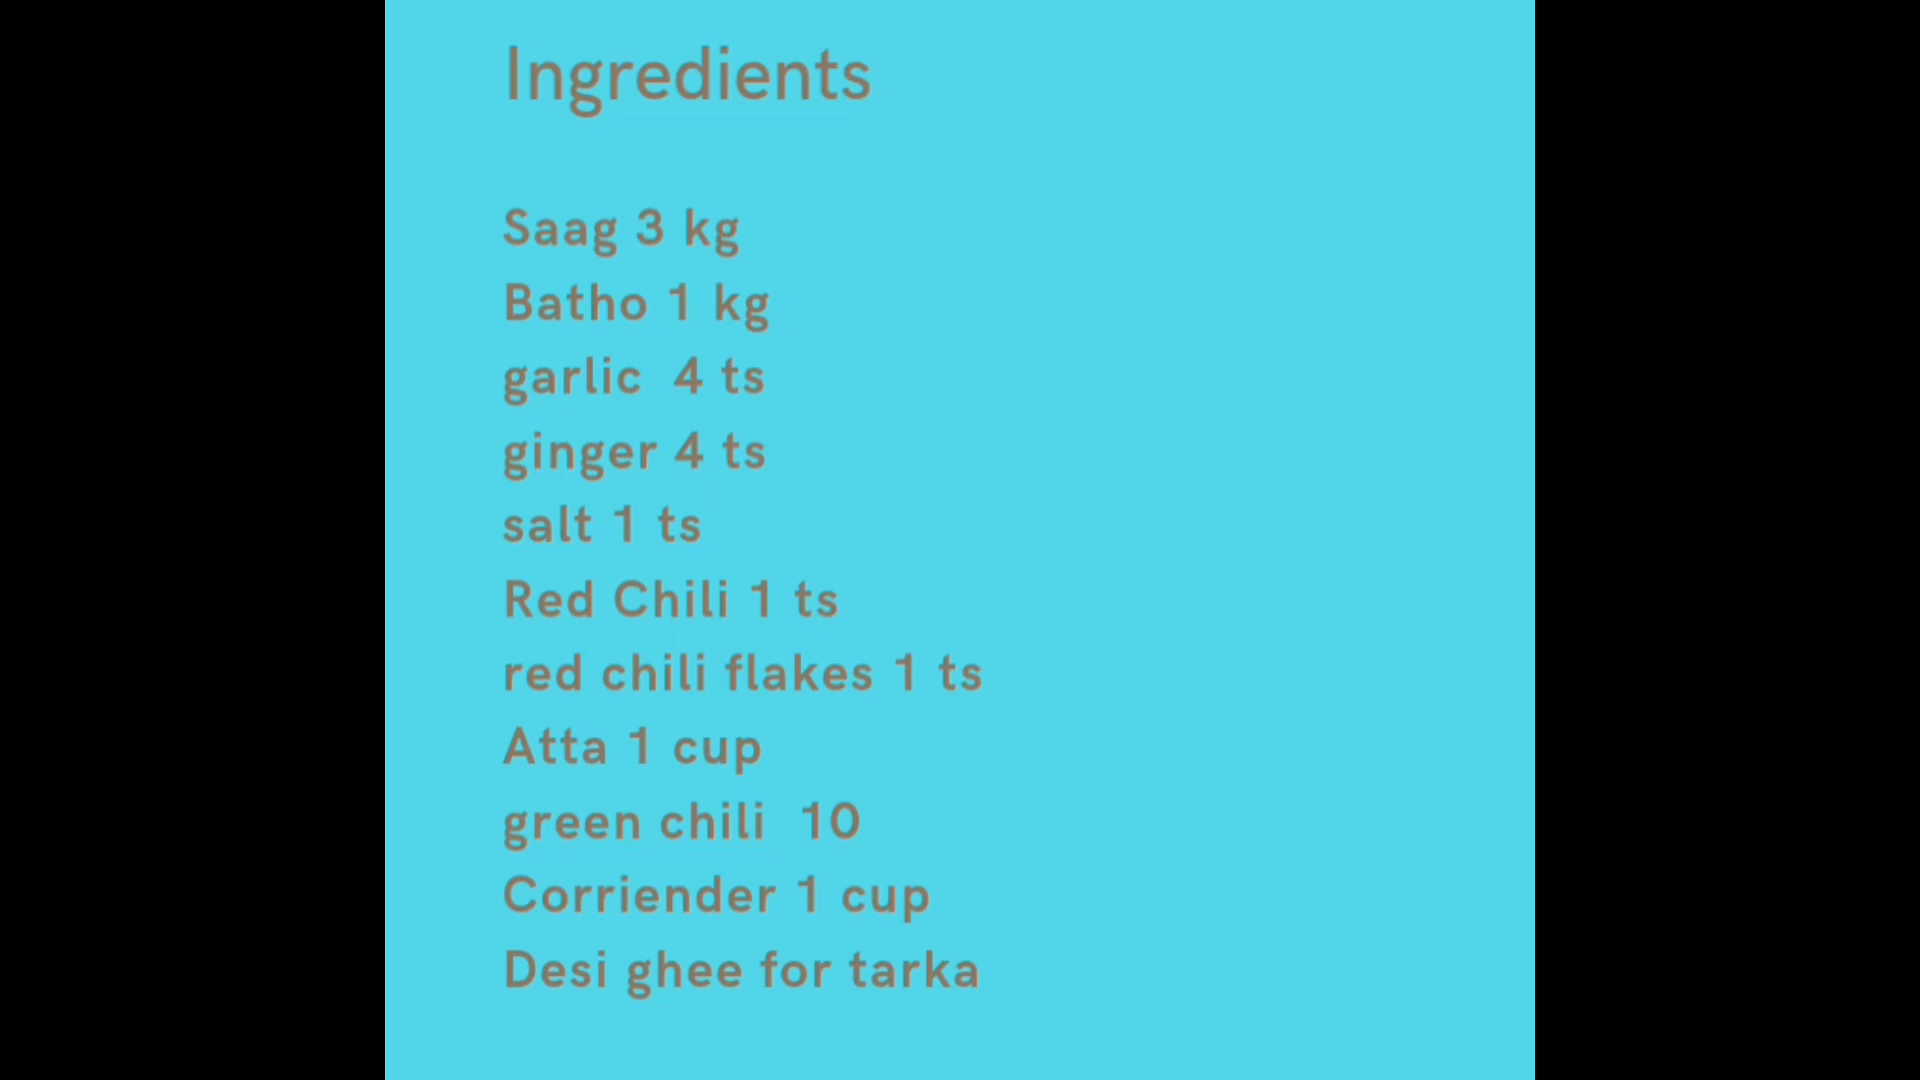 Ingredients
Saag 3 kg
Batho 1 kg
garlic  4 ts
ginger 4 ts
salt 1 ts
Red Chili 1 ts
red chili flakes 1 ts
Atta 1 cup
green chili  10
Corriender 1 cup
Desi ghee for tarka